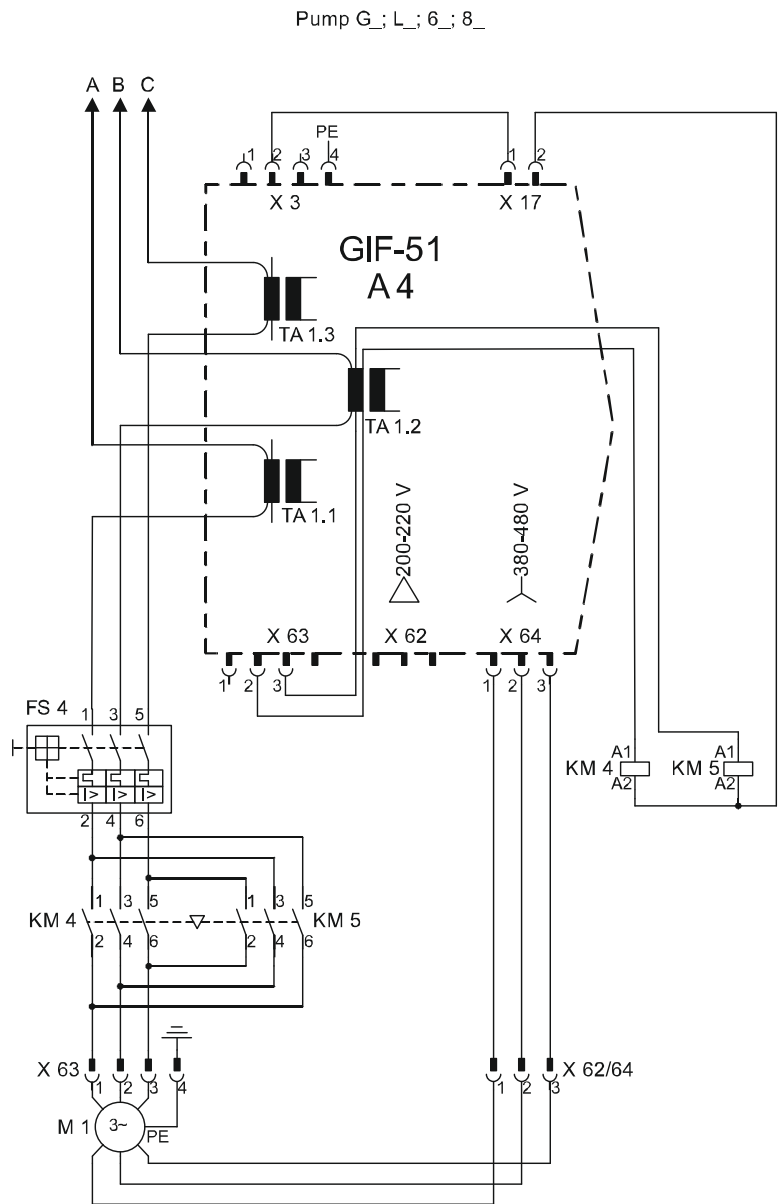 Pump G_; L_; 6_; 8_
A B C
PE
1 2 3 4 1 2
X 3 X 17
GIF-51
A 4
TA 1.3
TA 1.2
TA 1.1
200-220 V 380-480 V
X 63 X 62 X 64
1 2 3 1 2 3
FS 4 1 3 5
I> I> I>
2 4 6
A1 A1
KM 4 KM 5
A2 A2
1 3 5 1 3 5
KM 4 KM 5
2 4 6 2 4 6
X 63 X 62/64
1 2 3 4 1 2 3
M 1 3~ PE